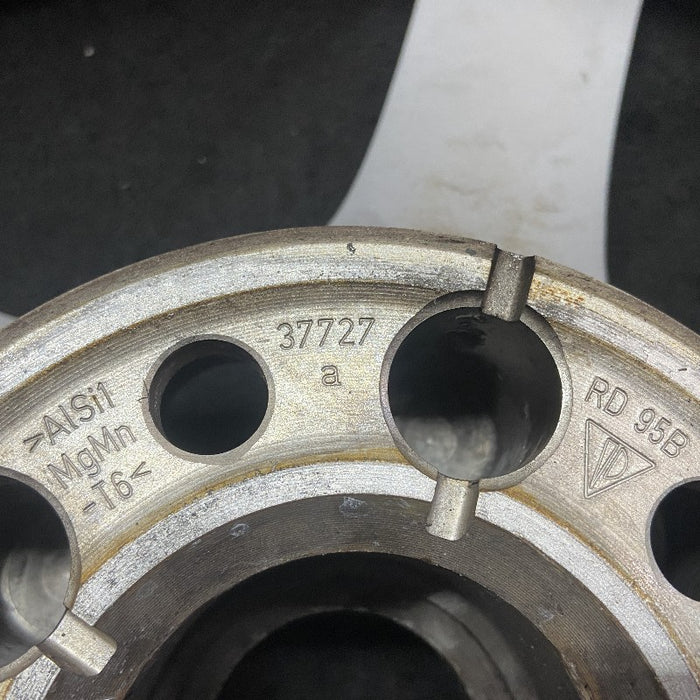 >AlSi1
MgMn
-T6<
37727
a
RD 95B